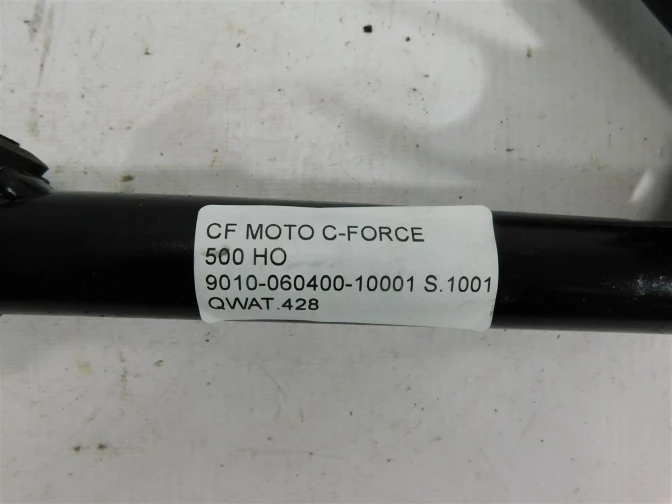 CF MOTO C-FORCE
500 HO
9010-060400-10001 S.1001
QWAT.428